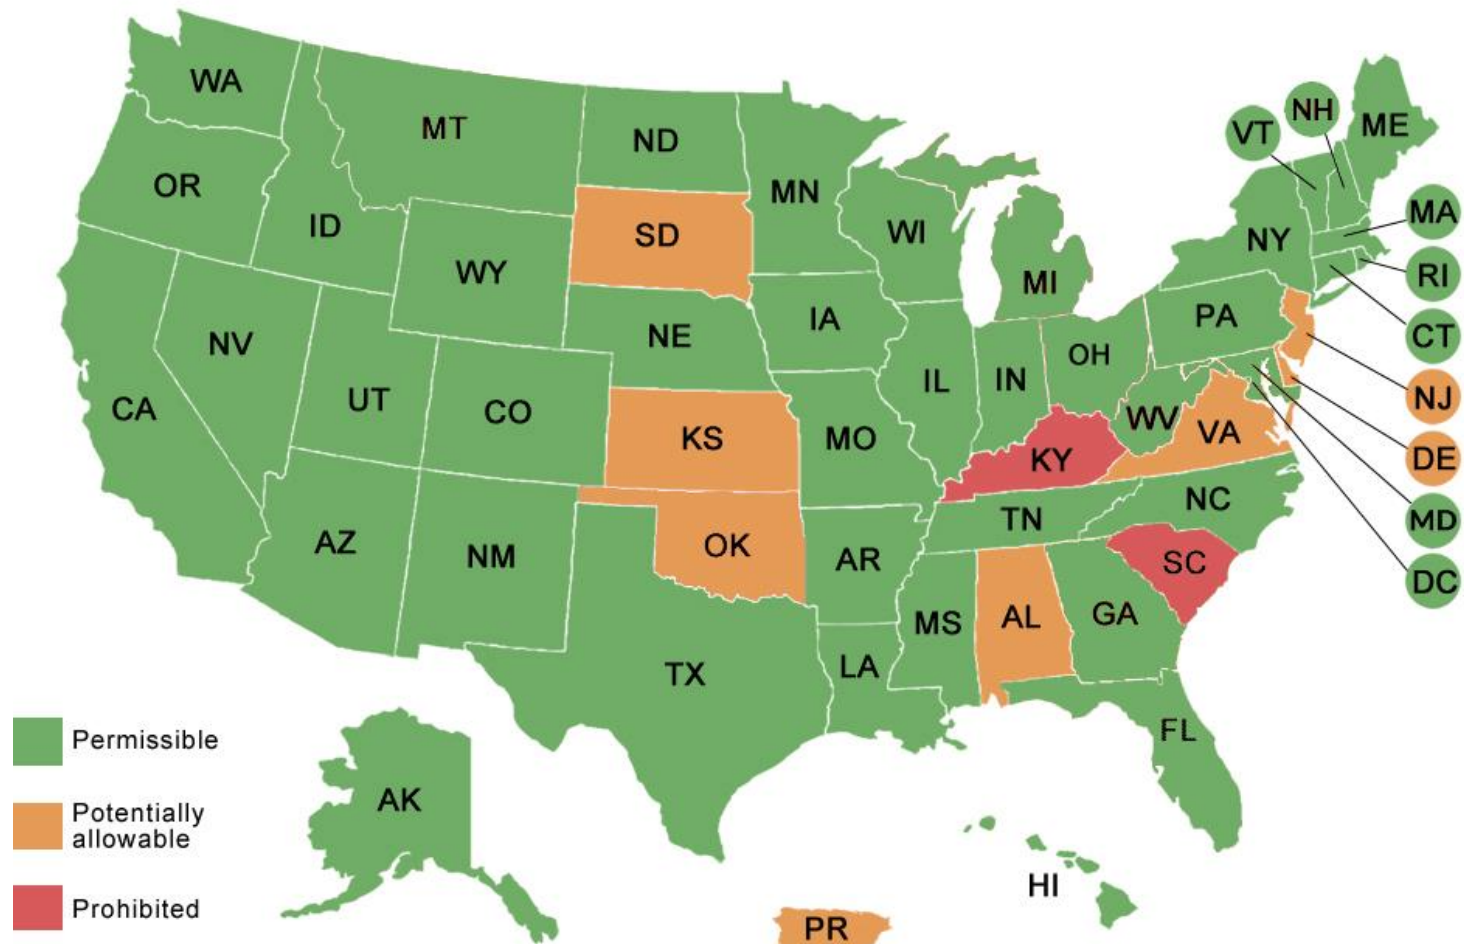 WA
MT
ND
MN
OR
ID
SD
WI
WY
MI
VT
NH
ME
MA
NY
RI
CT
NJ
DE
MD
DC
NV
NE
IA
PA
OH
IL
IN
CA
UT
CO
KS
MO
WV
VA
KY
NC
TN
AZ
NM
OK
AR
SC
MS
AL
GA
TX
LA
FL
AK
HI
PR
Permissible
Potentially
allowable
Prohibited